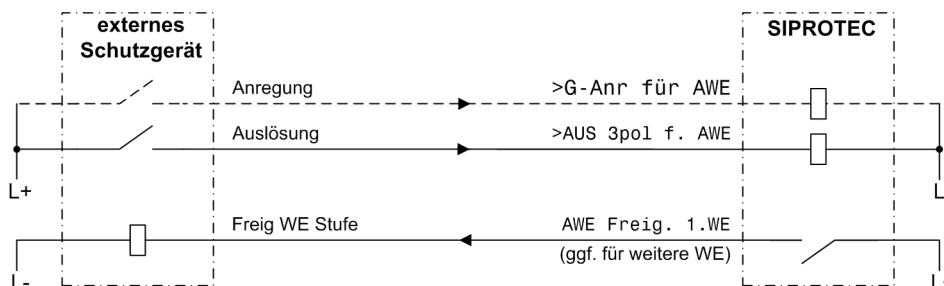 externes
Schutzgerät
SIPROTEC
Anregung
>G-Anr für AWE
Auslösung
>AUS 3pol f. AWE
L+
L
Freig WE Stufe
AWE Freig. 1.WE
(ggf. für weitere WE)
L-
L